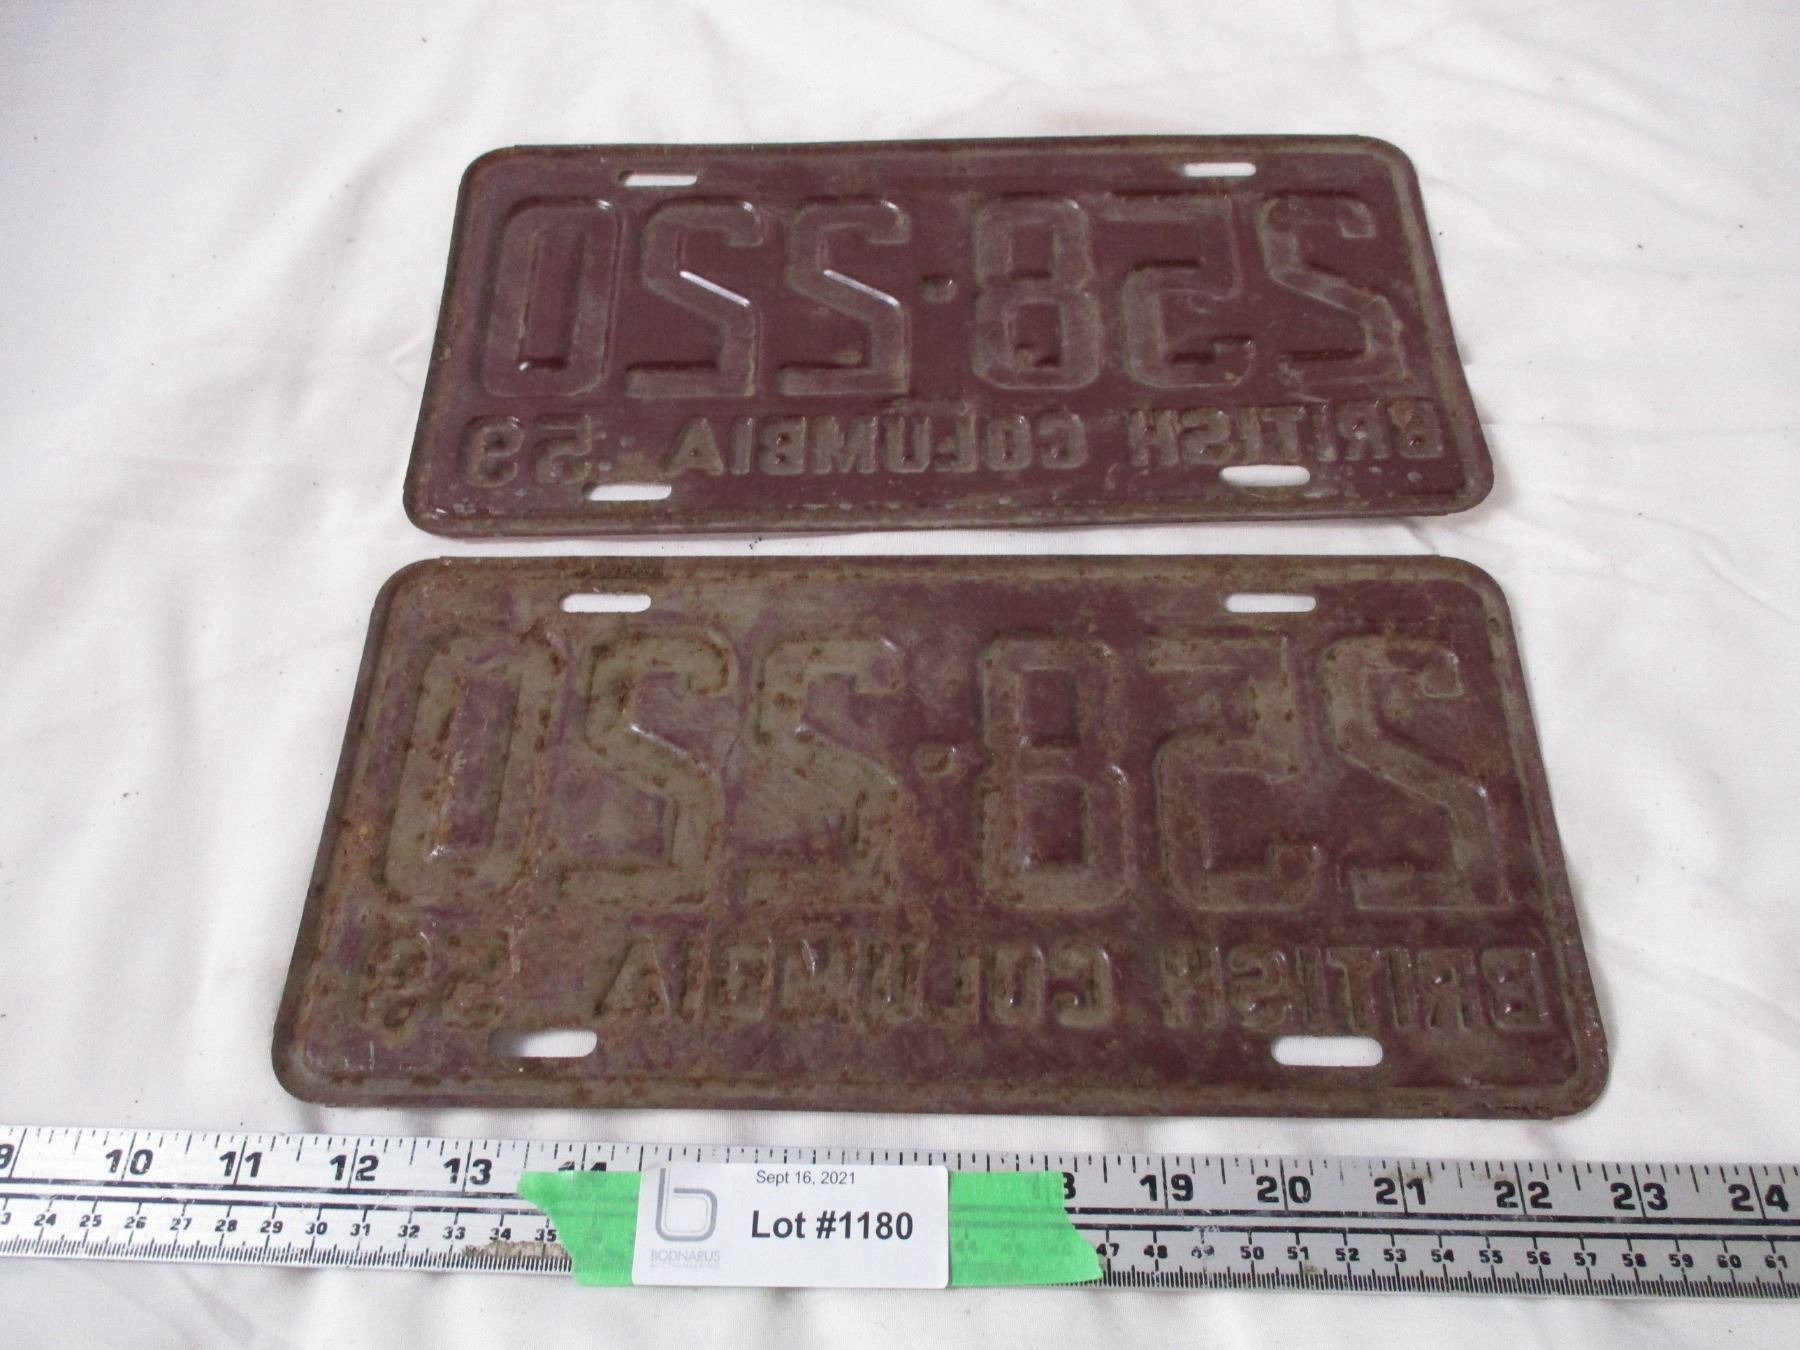 258-220
BRITISH COLUMBIA 59
258-220
BRITISH COLUMBIA 59
9 10 11 12 13 19 20 21 22 23 24
24 25 26 27 28 29 30 31 32 33 34 35 47 48 49 50 51 52 53 54 55 56 57 58 59 60 61
Sept 16, 2021
Lot #1180
BODNARUS
AUCTIONEERING